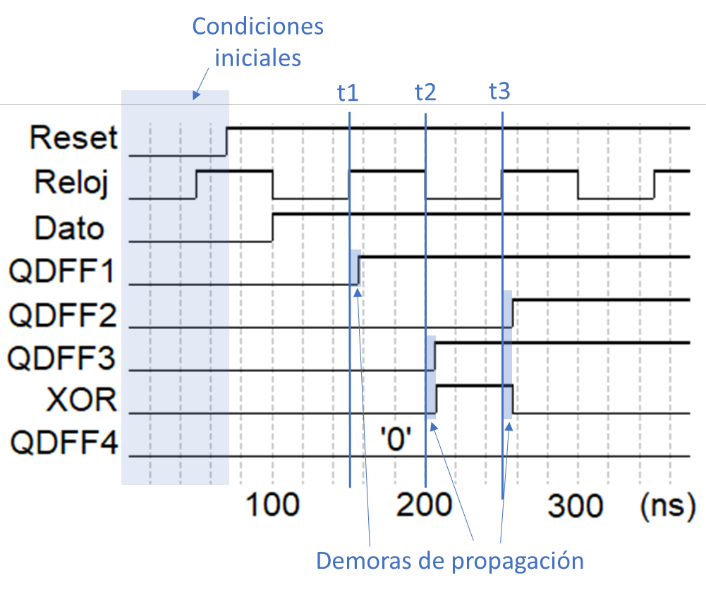 Condiciones
iniciales
t1 t2 t3
Reset
Reloj
Dato
QDFF1
QDFF2
QDFF3
XOR
QDFF4 '0'
100 200 300 (ns)
Demoras de propagación